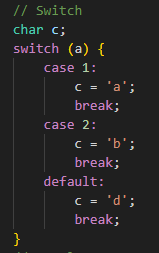 // Switch
char c;
switch (a) {
    case 1:
        c = 'a';
        break;
    case 2:
        c = 'b';
        break;
    default:
        c = 'd';
        break;
}